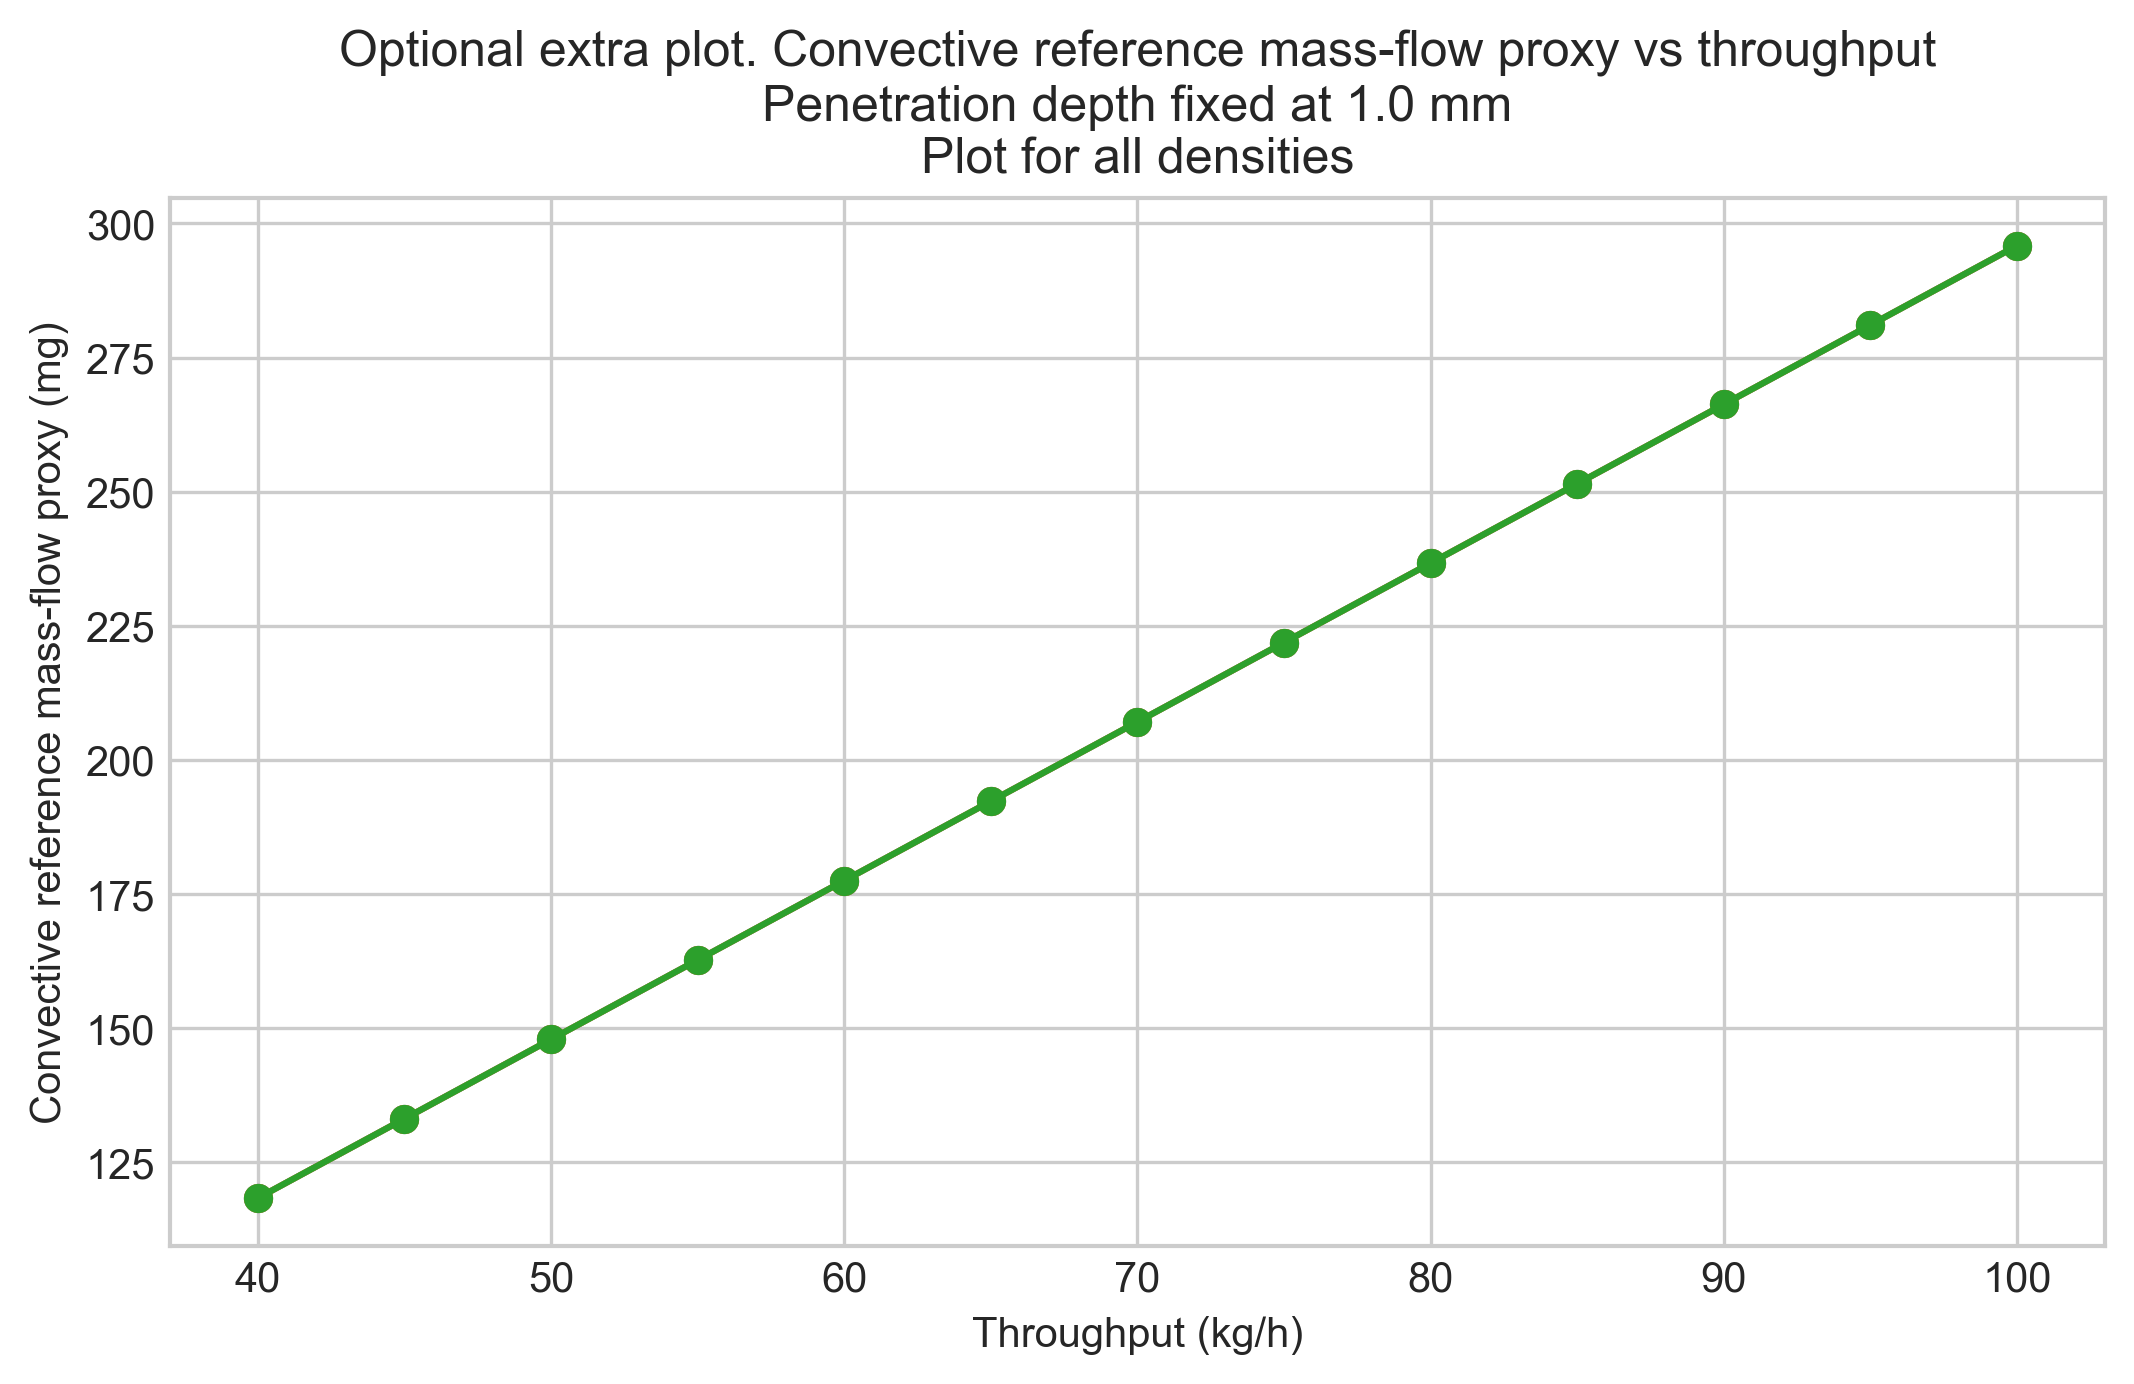 Optional extra plot. Convective reference mass-flow proxy vs throughput
Penetration depth fixed at 1.0 mm
Plot for all densities
Convective reference mass-flow proxy (mg)
300
275
250
225
200
175
150
125
40 50 60 70 80 90 100
Throughput (kg/h)